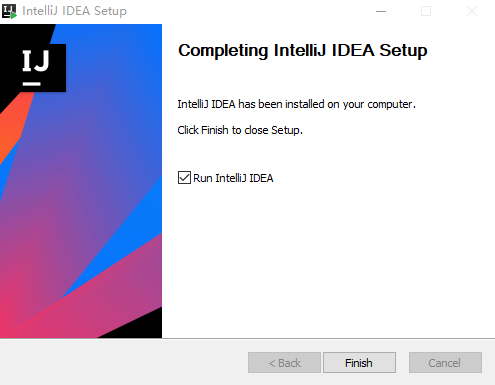 IntelliJ IDEA Setup
IJ
Completing IntelliJ IDEA Setup
IntelliJ IDEA has been installed on your computer.
Click Finish to close Setup.
Run IntelliJ IDEA
< Back
Finish
Cancel